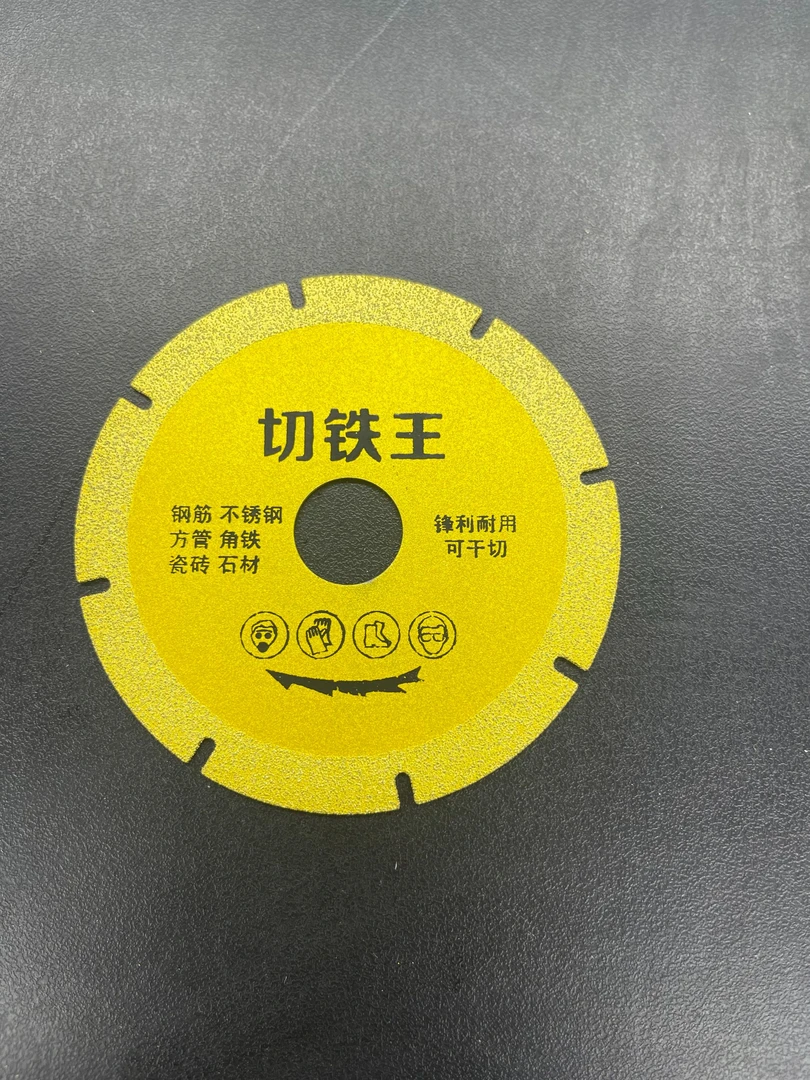 切铁王
钢筋 不锈钢
方管 角铁
瓷砖 石材
锋利耐用
可干切